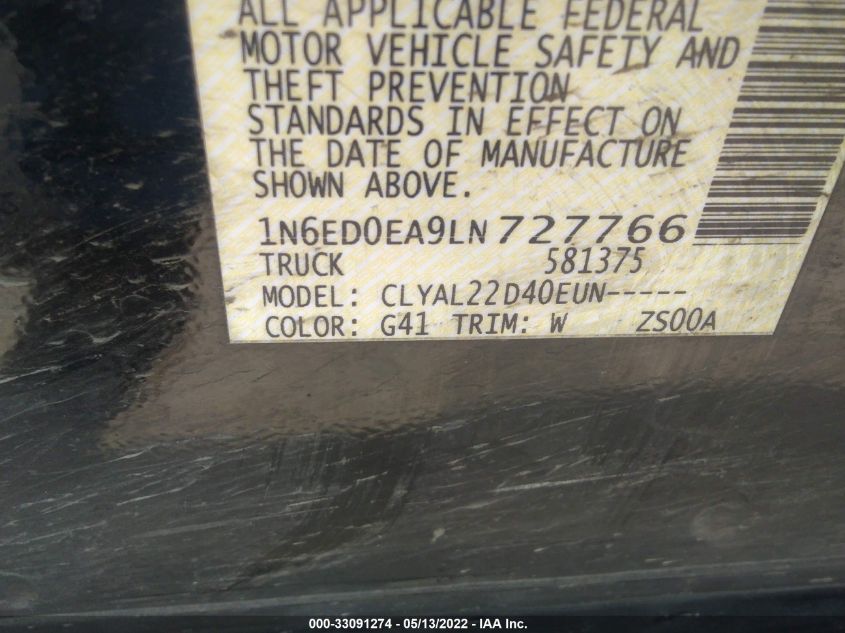 ALL APPLICABLE FEDERAL
MOTOR VEHICLE SAFETY AND
THEFT PREVENTION
STANDARDS IN EFFECT ON
THE DATE OF MANUFACTURE
SHOWN ABOVE.
1N6ED0EA9LN727766
TRUCK 581375
MODEL: CLYAL22D40EUN-----
COLOR: G41 TRIM: W ZS00A
000-33091274 - 05/13/2022 - IAA Inc.